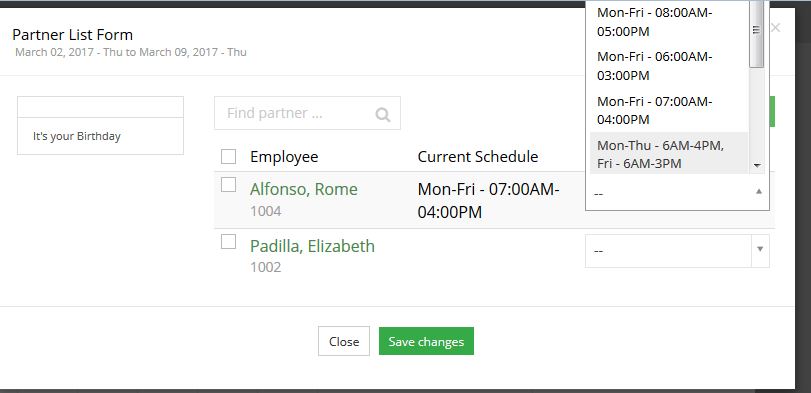 Partner List Form
March 02, 2017 - Thu to March 09, 2017 - Thu
It's your Birthday
Find partner ...
Employee
Current Schedule
Alfonso, Rome
1004
Mon-Fri - 07:00AM-
04:00PM
Padilla, Elizabeth
1002
Mon-Fri - 08:00AM-
05:00PM
Mon-Fri - 06:00AM-
03:00PM
Mon-Fri - 07:00AM-
04:00PM
Mon-Thu - 6AM-4PM,
Fri - 6AM-3PM
--
--
Close
Save changes